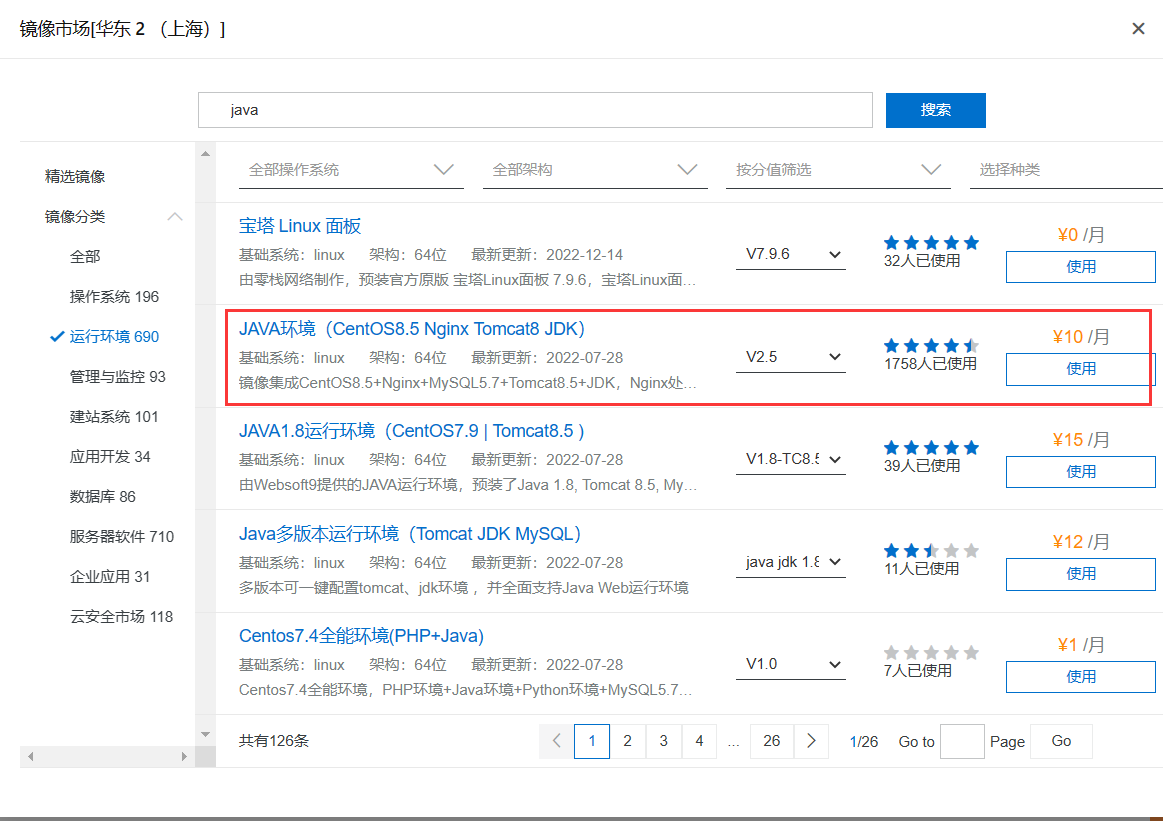 镜像市场[华东 2 （上海）]
java
搜索
精选镜像
镜像分类
全部
操作系统 196
运行环境 690
管理与监控 93
建站系统 101
应用开发 34
数据库 86
服务器软件 710
企业应用 31
云安全市场 118
全部操作系统
全部架构
按分值筛选
选择种类
宝塔 Linux 面板
基础系统：linux 架构：64位 最新更新：2022-12-14
由零栈网络制作，预装官方原版 宝塔Linux面板 7.9.6，宝塔Linux面…
V7.9.6
32人已使用
¥0 /月
使用
JAVA环境（CentOS8.5 Nginx Tomcat8 JDK）
基础系统：linux 架构：64位 最新更新：2022-07-28
镜像集成CentOS8.5+Nginx+MySQL5.7+Tomcat8.5+JDK，Nginx处…
V2.5
1758人已使用
¥10 /月
使用
JAVA1.8运行环境（CentOS7.9 | Tomcat8.5 )
基础系统：linux 架构：64位 最新更新：2022-07-28
由Websoft9提供的JAVA运行环境，预装了Java 1.8, Tomcat 8.5, My…
V1.8-TC8.5
39人已使用
¥15 /月
使用
Java多版本运行环境（Tomcat JDK MySQL）
基础系统：linux 架构：64位 最新更新：2022-07-28
多版本可一键配置tomcat、jdk环境 ，并全面支持Java Web运行环境
java jdk 1.8
11人已使用
¥12 /月
使用
Centos7.4全能环境(PHP+Java)
基础系统：linux 架构：64位 最新更新：2022-07-28
Centos7.4全能环境，PHP环境+Java环境+Python环境+MySQL5.7…
V1.0
7人已使用
¥1 /月
使用
共有126条
1 2 3 4 … 26 1/26 Go to Page Go